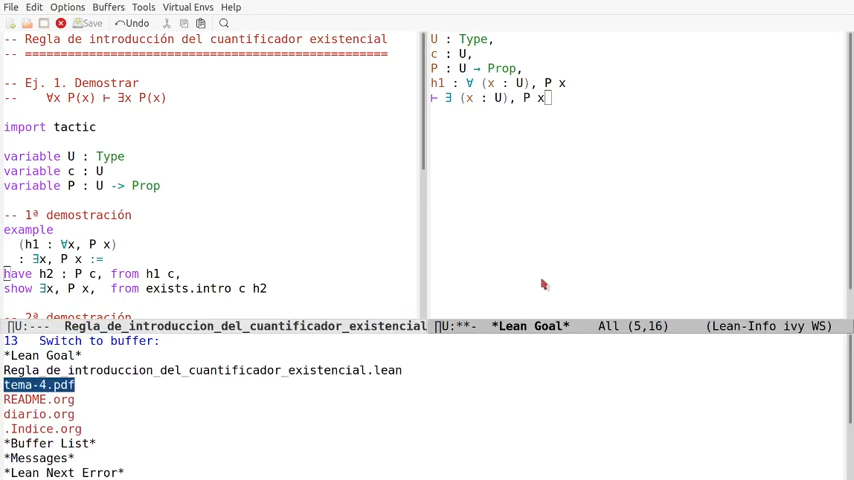 File Edit Options Buffers Tools Virtual Envs Help
Save Undo
-- Regla de introducción del cuantificador existencial
-- ==================================================
-- Ej. 1. Demostrar
--    ∀x P(x) ⊢ ∃x P(x)
import tactic
variable U : Type
variable c : U
variable P : U -> Prop
-- 1ª demostración
example
(h1 : ∀x, P x)
: ∃x, P x :=
have h2 : P c, from h1 c,
show ∃x, P x,  from exists.intro c h2
-- 2ª demostración
U:---  Regla_de_introduccion_del_cuantificador_existencial
U : Type,
c : U,
P : U → Prop,
h1 : ∀ (x : U), P x
⊢ ∃ (x : U), P x
U:**-  *Lean Goal*    All (5,16)    (Lean-Info ivy WS)
13   Switch to buffer:
*Lean Goal*
Regla_de_introduccion_del_cuantificador_existencial.lean
tema-4.pdf
README.org
diario.org
.Indice.org
*Buffer List*
*Messages*
*Lean Next Error*